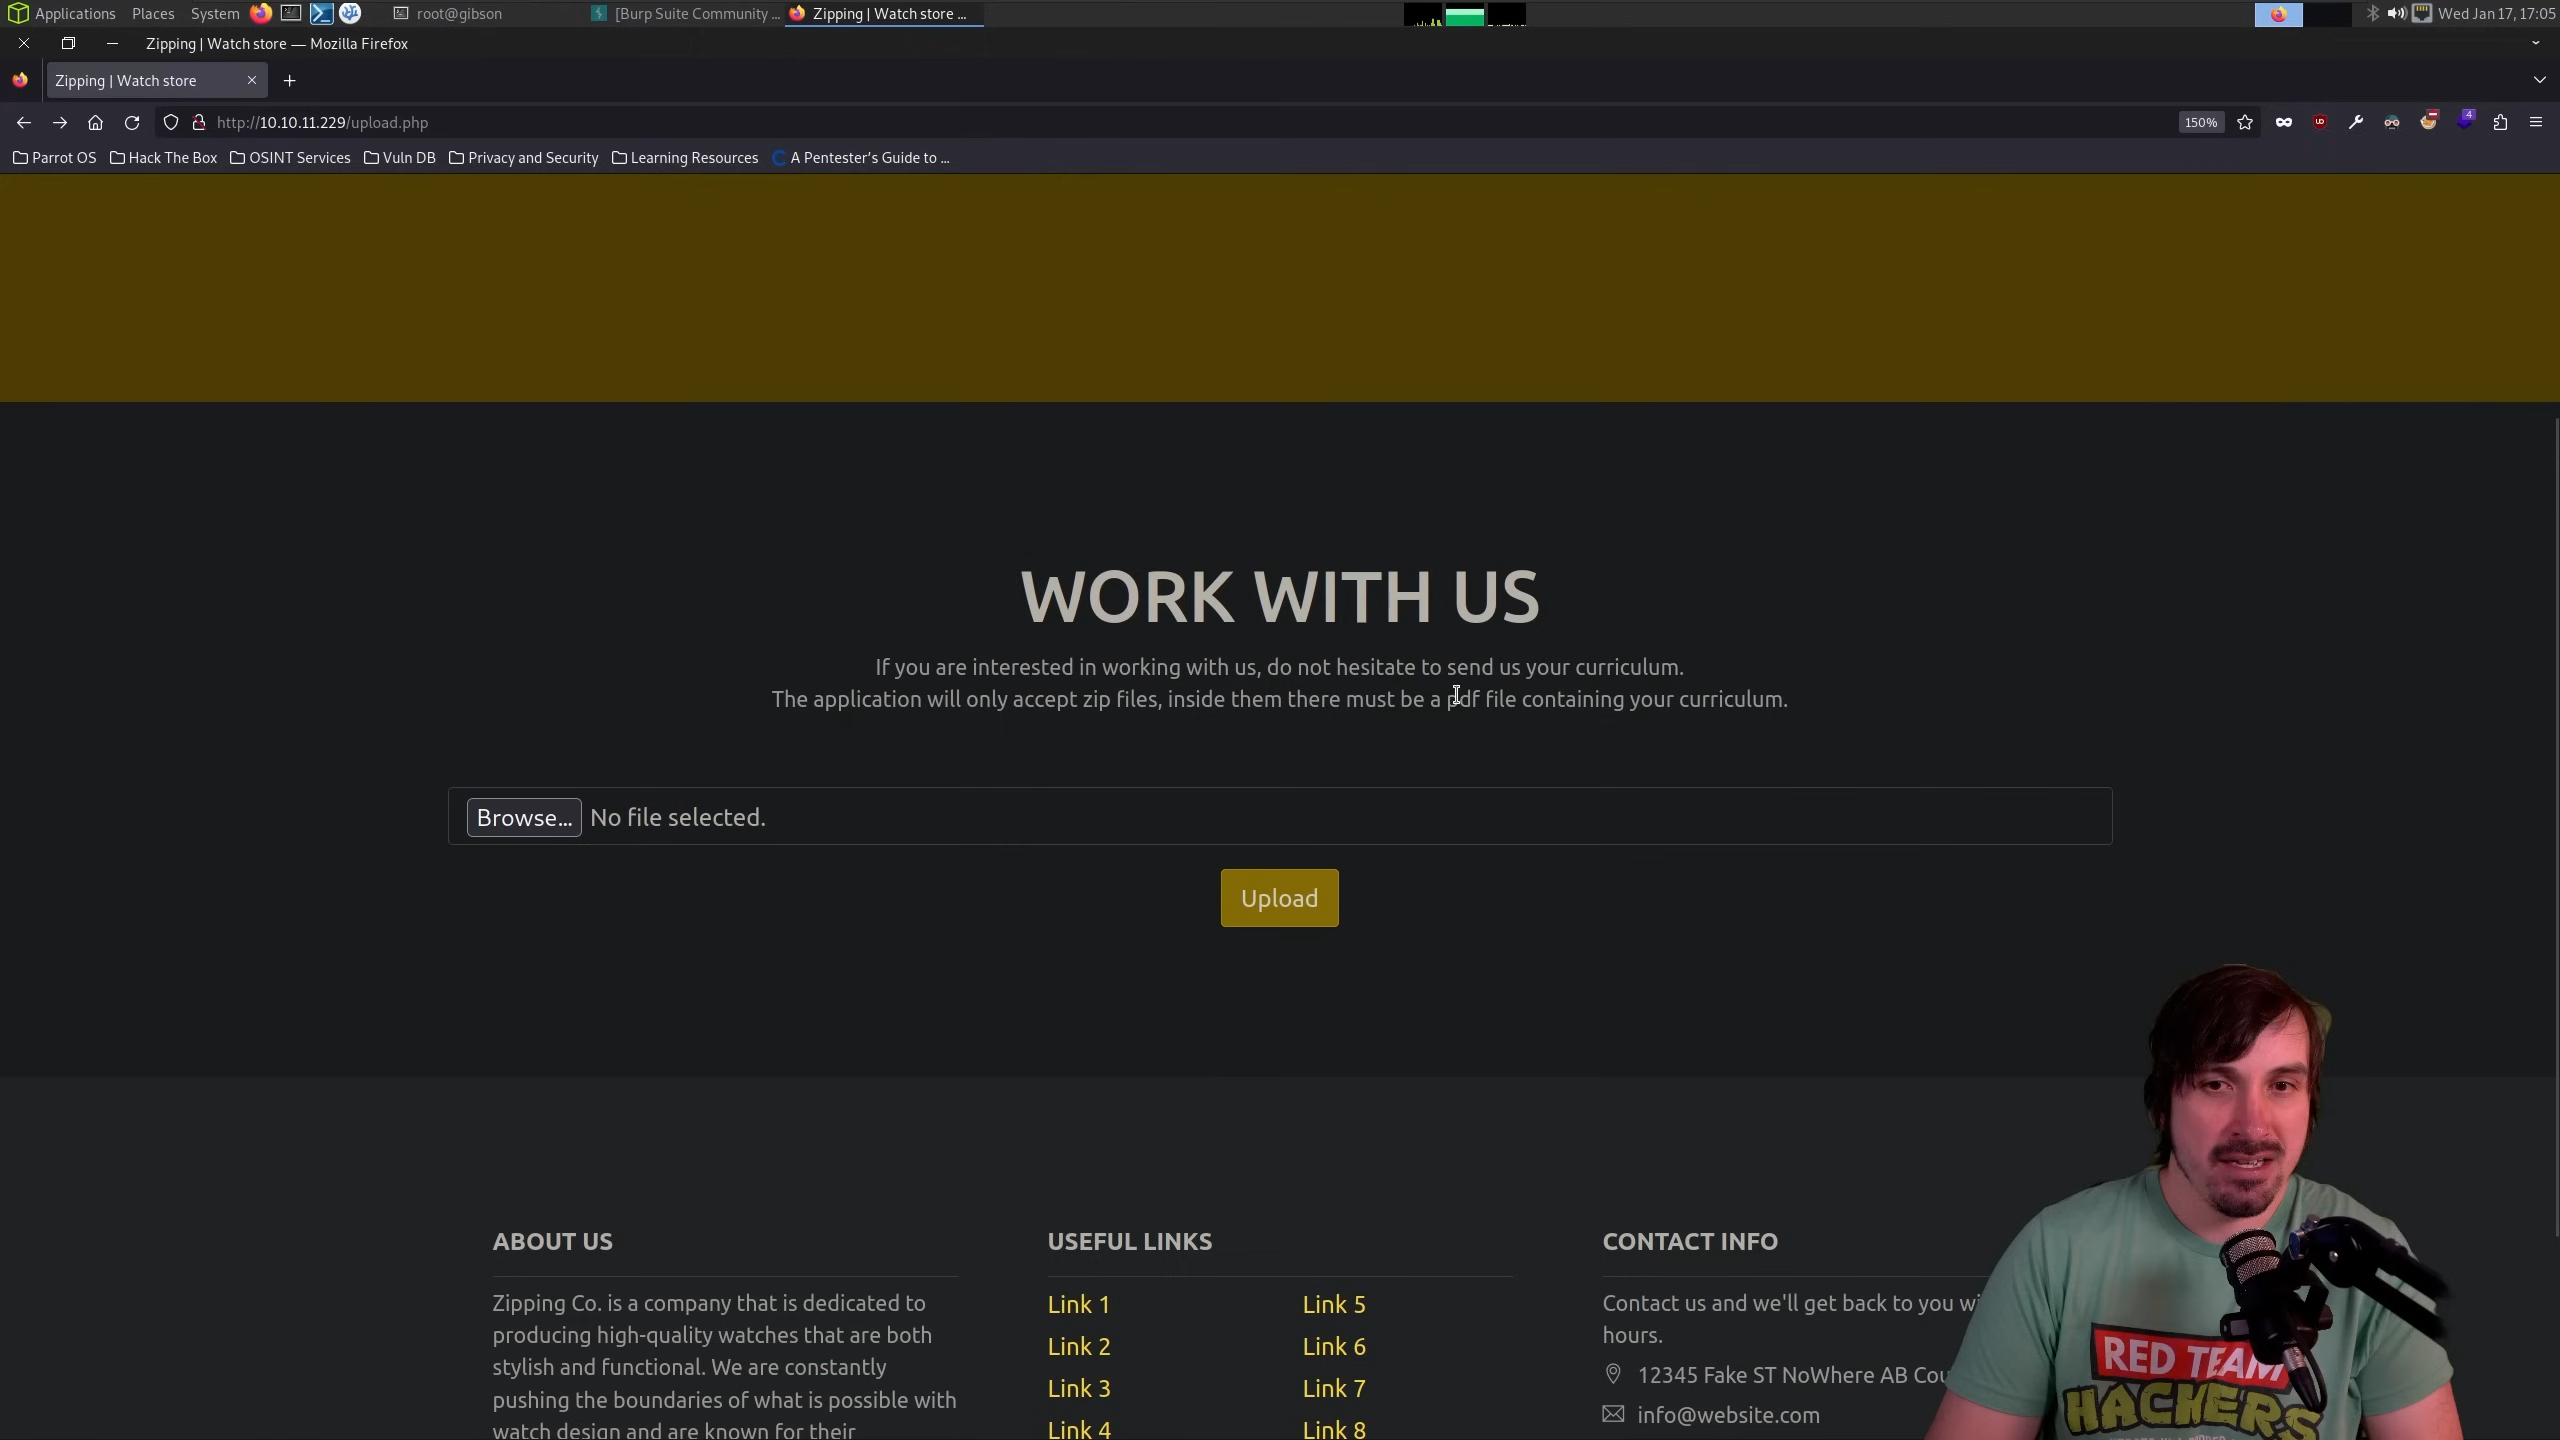 Applications Places System root@gibson [Burp Suite Community ... Zipping | Watch store ... Wed Jan 17, 17:05
Zipping | Watch store — Mozilla Firefox
Zipping | Watch store
http://10.10.11.229/upload.php 150% 4
Parrot OS Hack The Box OSINT Services Vuln DB Privacy and Security Learning Resources A Pentester's Guide to ...
WORK WITH US
If you are interested in working with us, do not hesitate to send us your curriculum.
The application will only accept zip files, inside them there must be a pdf file containing your curriculum.
Browse... No file selected.
Upload
ABOUT US
Zipping Co. is a company that is dedicated to
producing high-quality watches that are both
stylish and functional. We are constantly
pushing the boundaries of what is possible with
watch design and are known for their
USEFUL LINKS
Link 1 Link 5
Link 2 Link 6
Link 3 Link 7
Link 4 Link 8
CONTACT INFO
Contact us and we'll get back to you wi
hours.
12345 Fake ST NoWhere AB Cou
info@website.com
RED TEAM
HACKERS